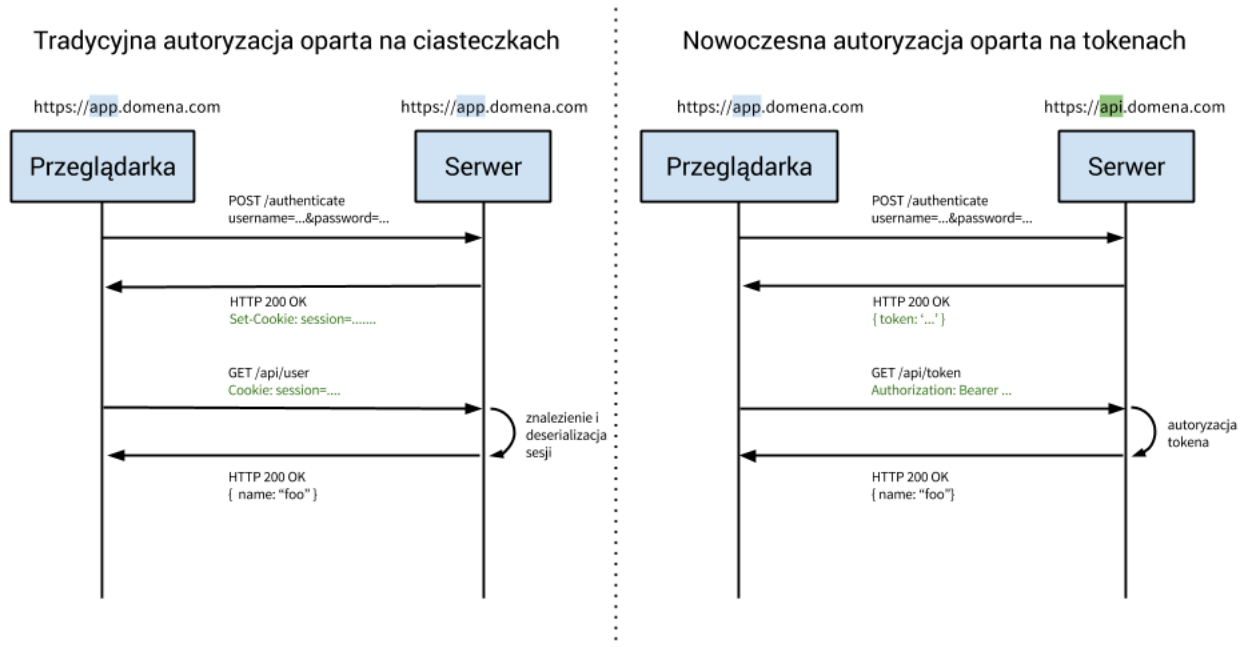 Tradycyjna autoryzacja oparta na ciasteczkach
https://app.domena.com
https://app.domena.com
Przeglądarka
Serwer
POST /authenticate
username=...&password=...
HTTP 200 OK
Set-Cookie: session=.......
GET /api/user
Cookie: session=....
znalezienie i
deserializacja
sesji
HTTP 200 OK
{ name: “foo” }
Nowoczesna autoryzacja oparta na tokenach
https://app.domena.com
https://api.domena.com
Przeglądarka
Serwer
POST /authenticate
username=...&password=...
HTTP 200 OK
{ token: ‘...’ }
GET /api/token
Authorization: Bearer ...
autoryzacja
tokena
HTTP 200 OK
{ name: “foo”}